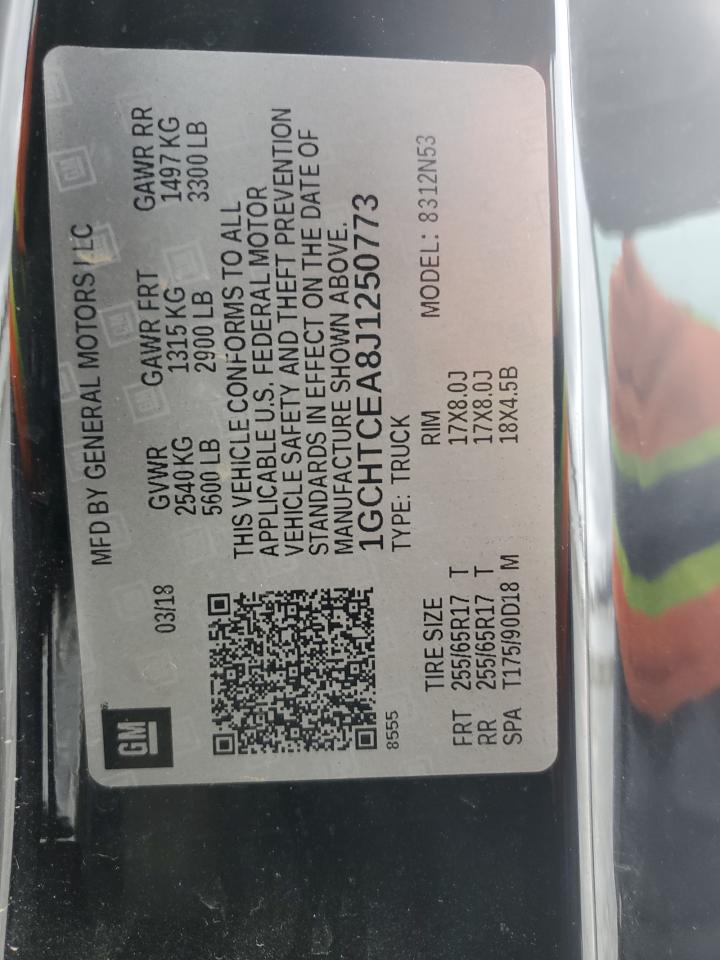 GM
MFD BY GENERAL MOTORS LLC
03/18
GVWR GAWR FRT GAWR RR
2540 KG 1315 KG 1497 KG
5600 LB 2900 LB 3300 LB
THIS VEHICLE CONFORMS TO ALL
APPLICABLE U.S. FEDERAL MOTOR
VEHICLE SAFETY AND THEFT PREVENTION
STANDARDS IN EFFECT ON THE DATE OF
MANUFACTURE SHOWN ABOVE.
1GCHTCEA8J1250773
8555
TYPE: TRUCK
MODEL: 8312N53
TIRE SIZE RIM
FRT 255/65R17 T 17X8.0J
RR 255/65R17 T 17X8.0J
SPA T175/90D18 M 18X4.5B